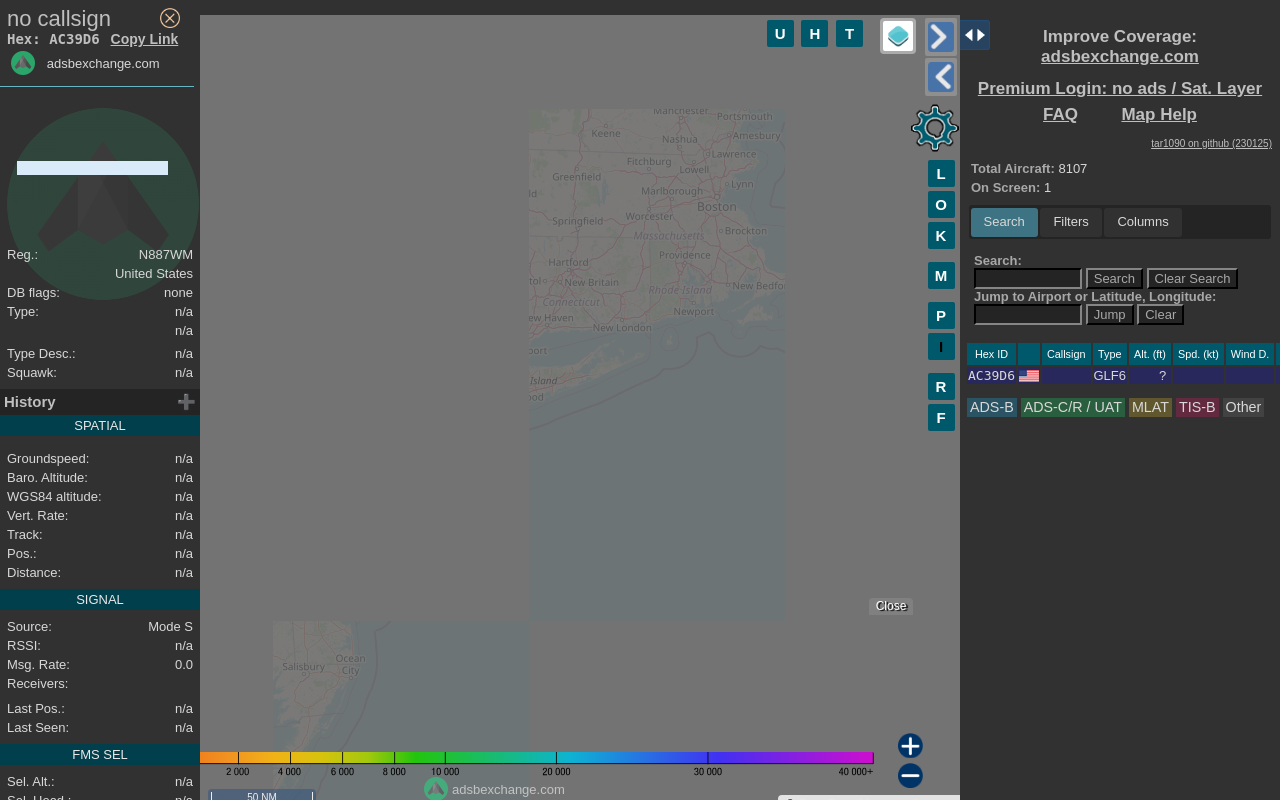 no callsign
Hex: AC39D6 Copy Link
adsbexchange.com
Reg.: N887WM
United States
DB flags: none
Type: n/a
n/a
Type Desc.: n/a
Squawk: n/a
History
SPATIAL
Groundspeed: n/a
Baro. Altitude: n/a
WGS84 altitude: n/a
Vert. Rate: n/a
Track: n/a
Pos.: n/a
Distance: n/a
SIGNAL
Source: Mode S
RSSI: n/a
Msg. Rate: 0.0
Receivers:
Last Pos.: n/a
Last Seen: n/a
FMS SEL
Sel. Alt.: n/a
Sel. Head.: n/a
U H T
L
O
K
M
P
I
R
F
Manchester
Portsmouth
Keene
Nashua
Amesbury
Fitchburg
Lawrence
Greenfield
Lowell
Marlborough
Lynn
Worcester
Boston
Springfield
Massachusetts
Brockton
Hartford
Providence
New Britain
Rhode Island
New Bedfo
Connecticut
Newport
ew Haven
New London
port
Island
ood
Salisbury
Ocean
City
Close
2 000 4 000 6 000 8 000 10 000 20 000 30 000 40 000+
adsbexchange.com
50 NM
Improve Coverage:
adsbexchange.com
Premium Login: no ads / Sat. Layer
FAQ Map Help
tar1090 on github (230125)
Total Aircraft: 8107
On Screen: 1
Search Filters Columns
Search:
Search Clear Search
Jump to Airport or Latitude, Longitude:
Jump Clear
Hex ID Callsign Type Alt. (ft) Spd. (kt) Wind D.
AC39D6 GLF6 ?
ADS-B ADS-C/R / UAT MLAT TIS-B Other